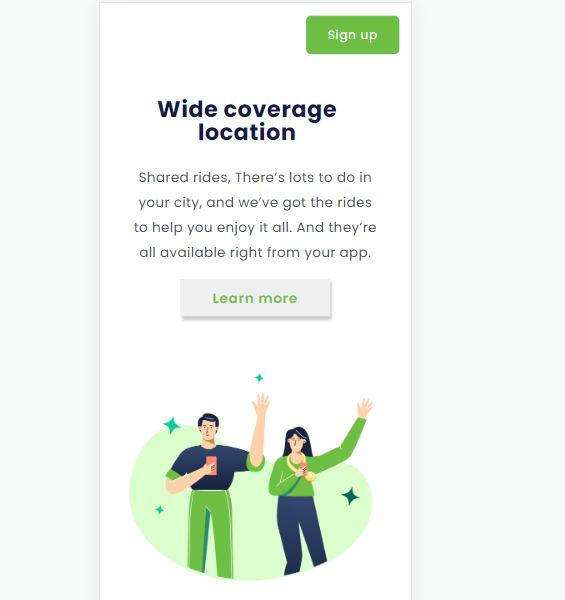 Sign up
Wide coverage
location
Shared rides, There’s lots to do in
your city, and we’ve got the rides
to help you enjoy it all. And they’re
all available right from your app.
Learn more